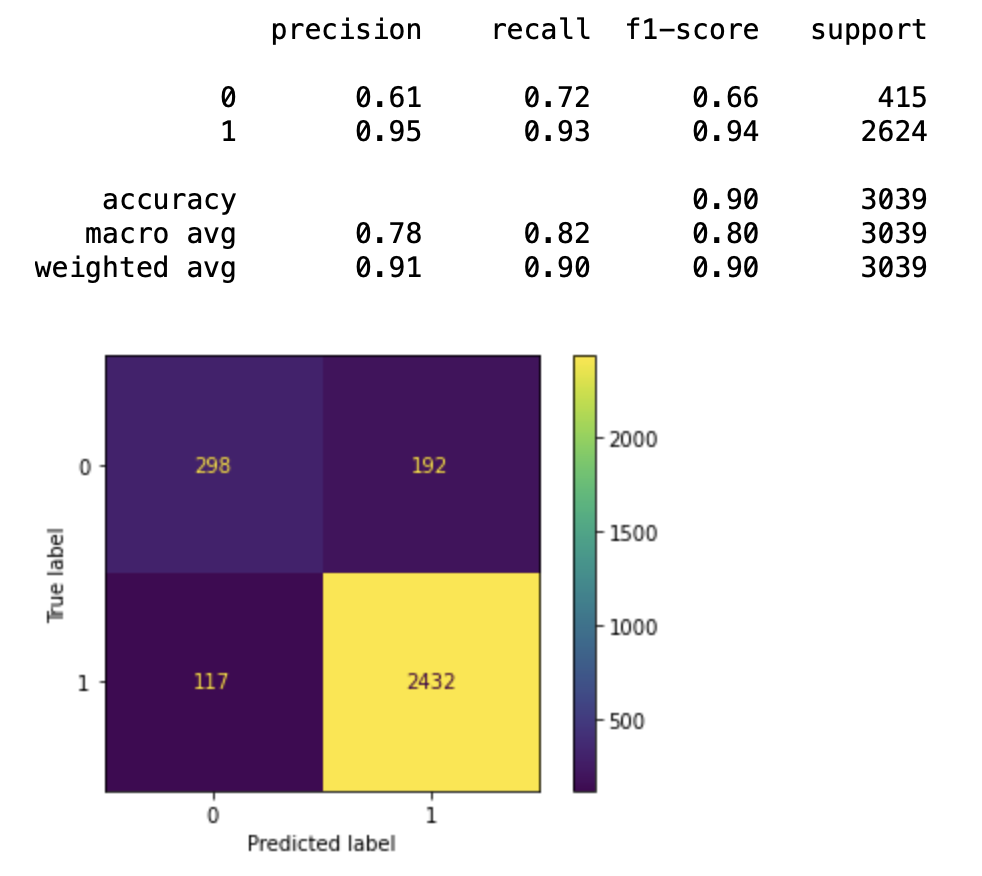 precision recall f1-score support
0 0.61 0.72 0.66 415
1 0.95 0.93 0.94 2624
accuracy 0.90 3039
macro avg 0.78 0.82 0.80 3039
weighted avg 0.91 0.90 0.90 3039
0 298 192
1 117 2432
0 1
True label
Predicted label
2000
1500
1000
500